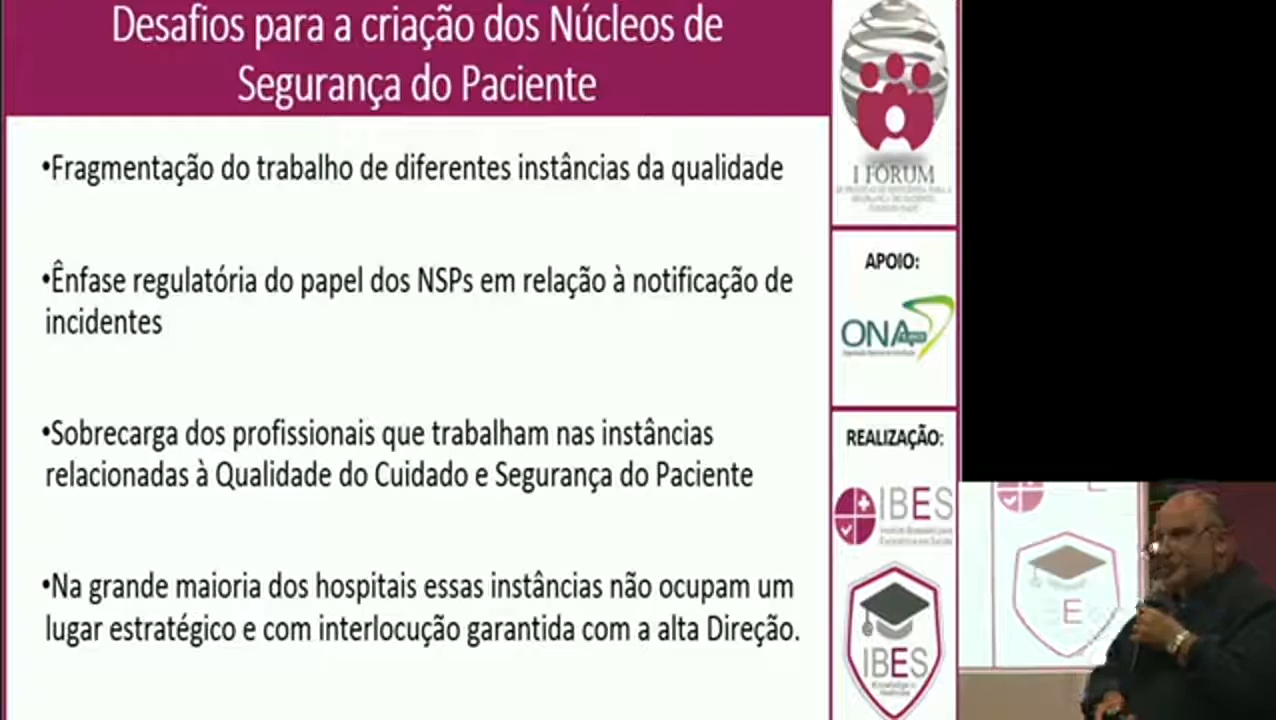 Desafios para a criação dos Núcleos de
Segurança do Paciente
•Fragmentação do trabalho de diferentes instâncias da qualidade
•Ênfase regulatória do papel dos NSPs em relação à notificação de
incidentes
•Sobrecarga dos profissionais que trabalham nas instâncias
relacionadas à Qualidade do Cuidado e Segurança do Paciente
•Na grande maioria dos hospitais essas instâncias não ocupam um
lugar estratégico e com interlocução garantida com a alta Direção.
I FÓRUM
APOIO:
ONA
REALIZAÇÃO:
IBES
IBES
E